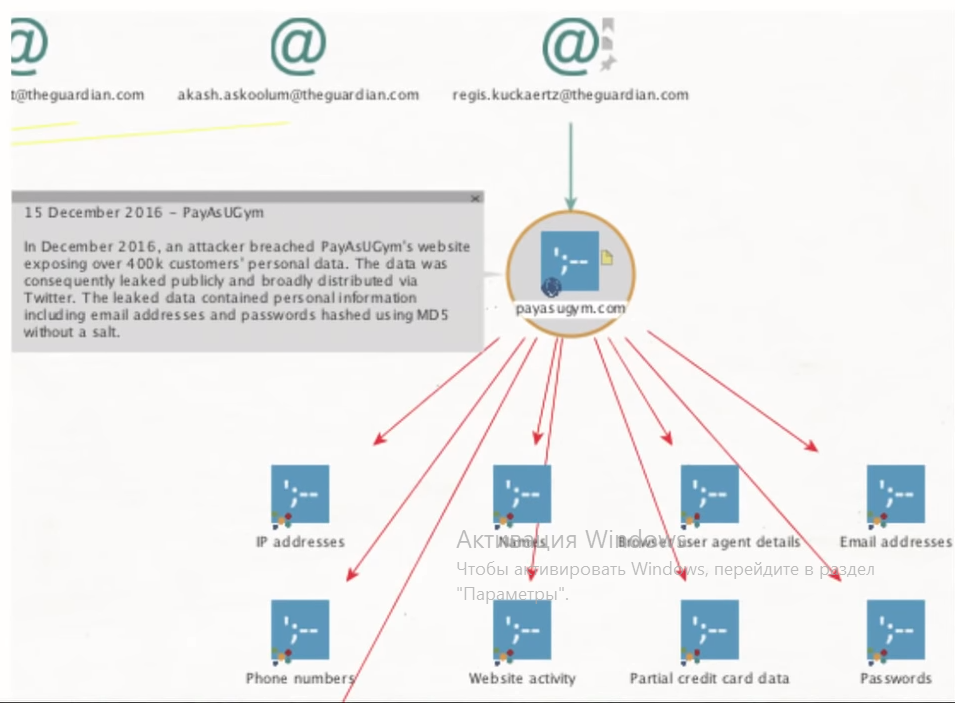 t@theguardian.com akash.askoolum@theguardian.com regis.kuckaertz@theguardian.com
15 December 2016 – PayAsUGym
In December 2016, an attacker breached PayAsUGym's website
exposing over 400k customers' personal data. The data was
consequently leaked publicly and broadly distributed via
Twitter. The leaked data contained personal information
including email addresses and passwords hashed using MD5
without a salt.
';--
payasugym.com
';-- ';-- ';-- ';--
IP addresses Names Browser user agent details Email addresses
Активация Windows
Чтобы активировать Windows, перейдите в раздел
"Параметры".
';-- ';-- ';-- ';--
Phone numbers Website activity Partial credit card data Passwords